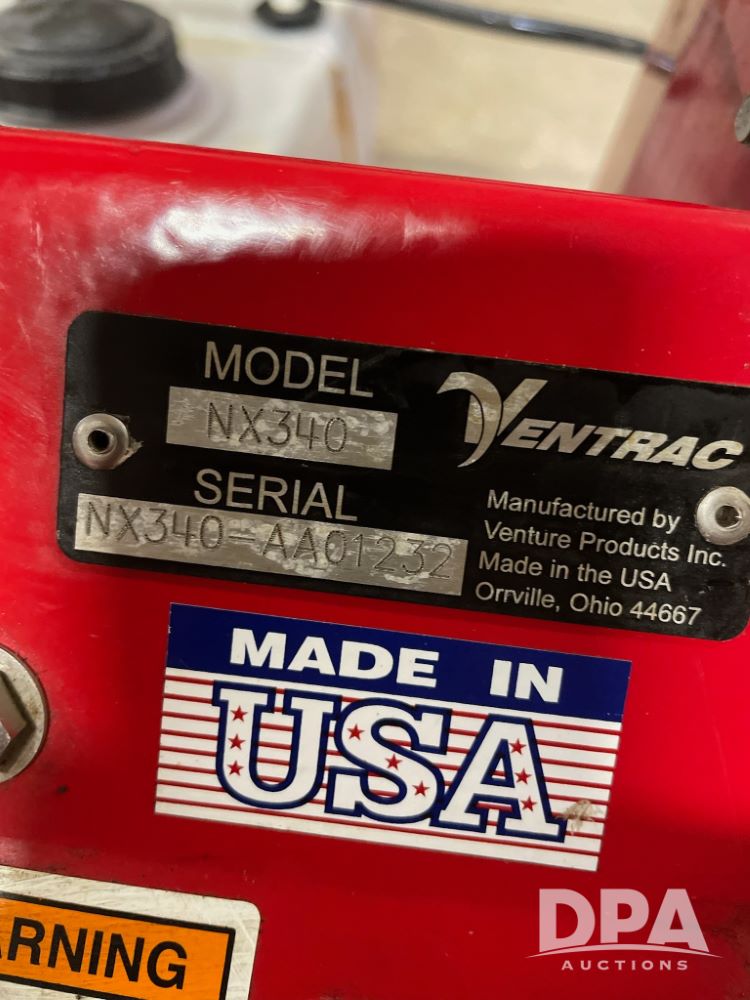 MODEL
NX340
VENTRAC
SERIAL
NX340-AA01232
Manufactured by
Venture Products Inc.
Made in the USA
Orrville, Ohio 44667
MADE IN
USA
ARNING
DPA
AUCTIONS